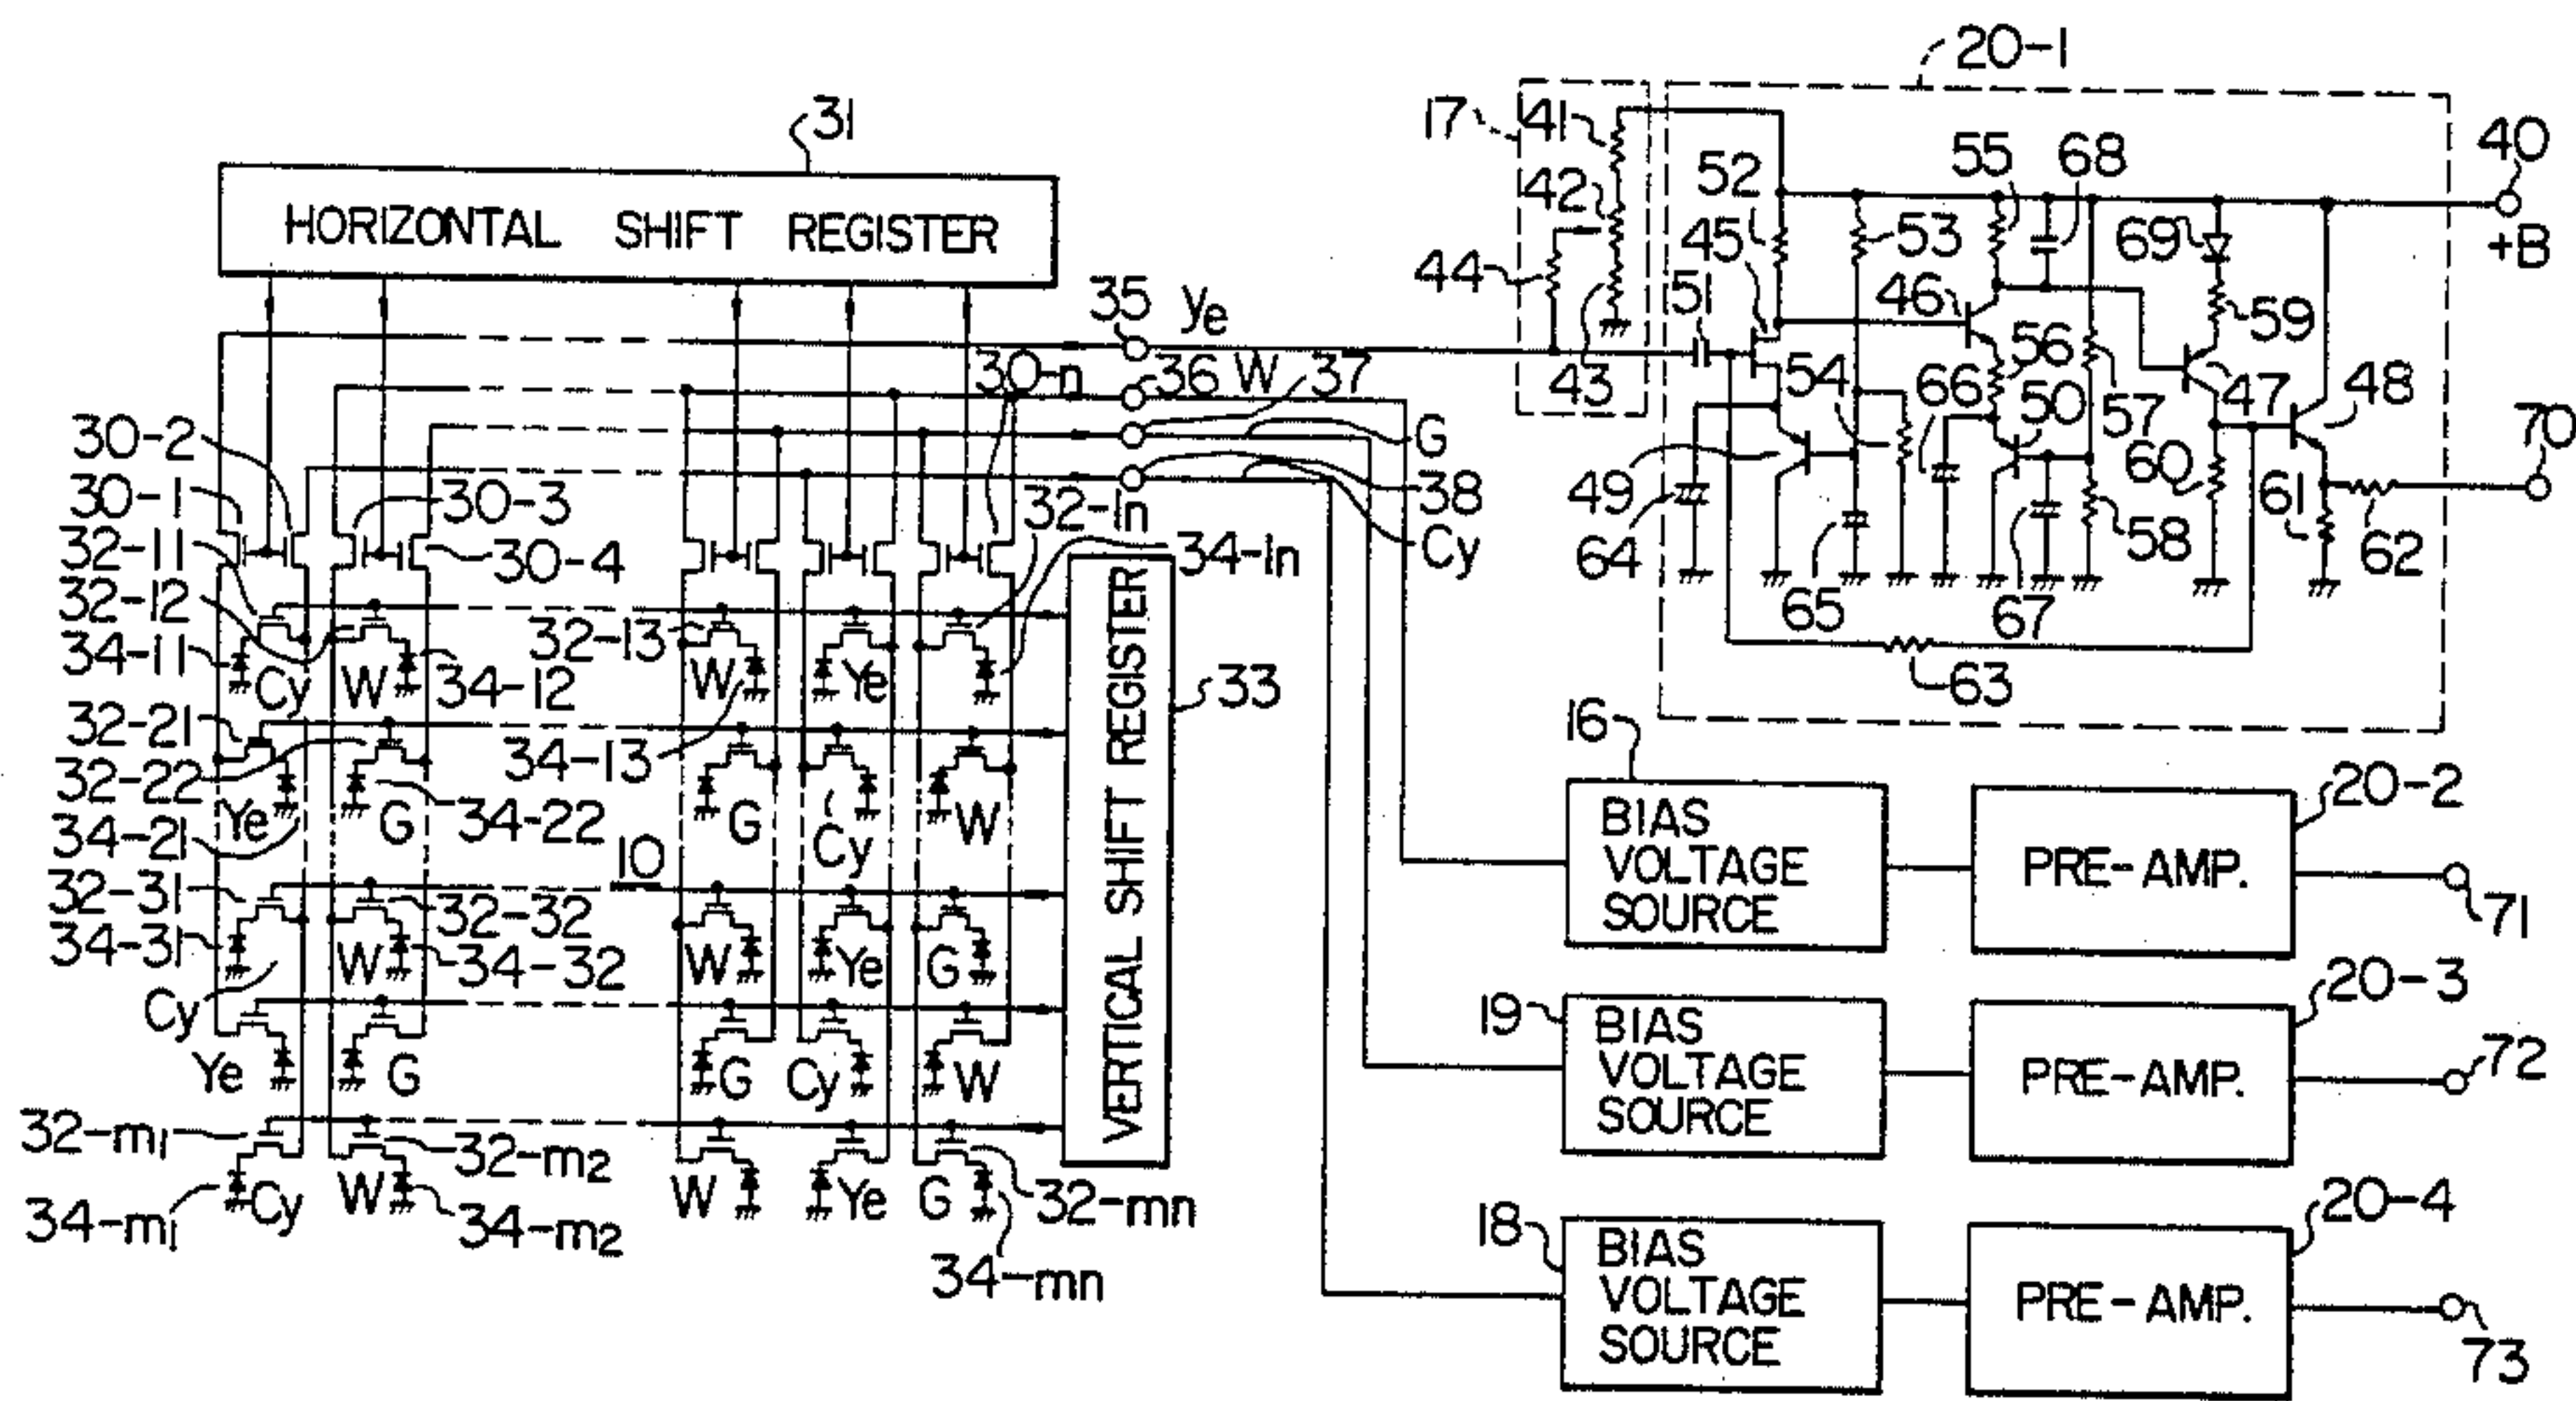 20-1
31
17
41
40
HORIZONTAL SHIFT REGISTER
52
55
68
42
45
53
69
+B
44
51
46
59
35
Ye
43
54
56
66
50
57
47
48
70
30-n
36
W
37
G
30-2
30-1
30-3
32-1n
38
49
60
61
62
32-11
30-4
34-1n
Cy
64
58
32-12
65
67
34-11
Cy
W
34-12
32-13
W
Ye
63
33
32-21
34-13
16
32-22
Ye
G
34-22
G
Cy
W
BIAS VOLTAGE SOURCE
PRE-AMP.
20-2
34-21
10
71
VERTICAL SHIFT REGISTER
32-31
32-32
34-31
W
34-32
W
Ye
G
20-3
Cy
19
BIAS VOLTAGE SOURCE
PRE-AMP.
72
Ye
G
G
Cy
W
32-m1
32-m2
34-m1
Cy
W
34-m2
W
Ye
G
32-mn
34-mn
18
BIAS VOLTAGE SOURCE
PRE-AMP.
20-4
73